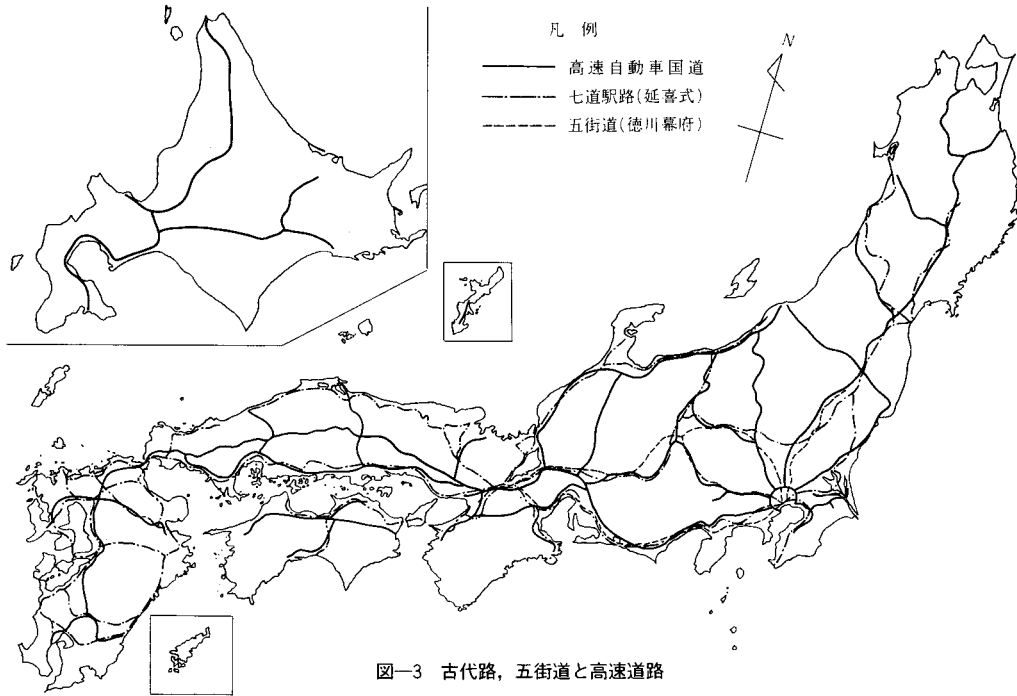 凡 例
高速自動車国道
七道駅路(延喜式)
五街道(徳川幕府)
N
図―3 古代路，五街道と高速道路